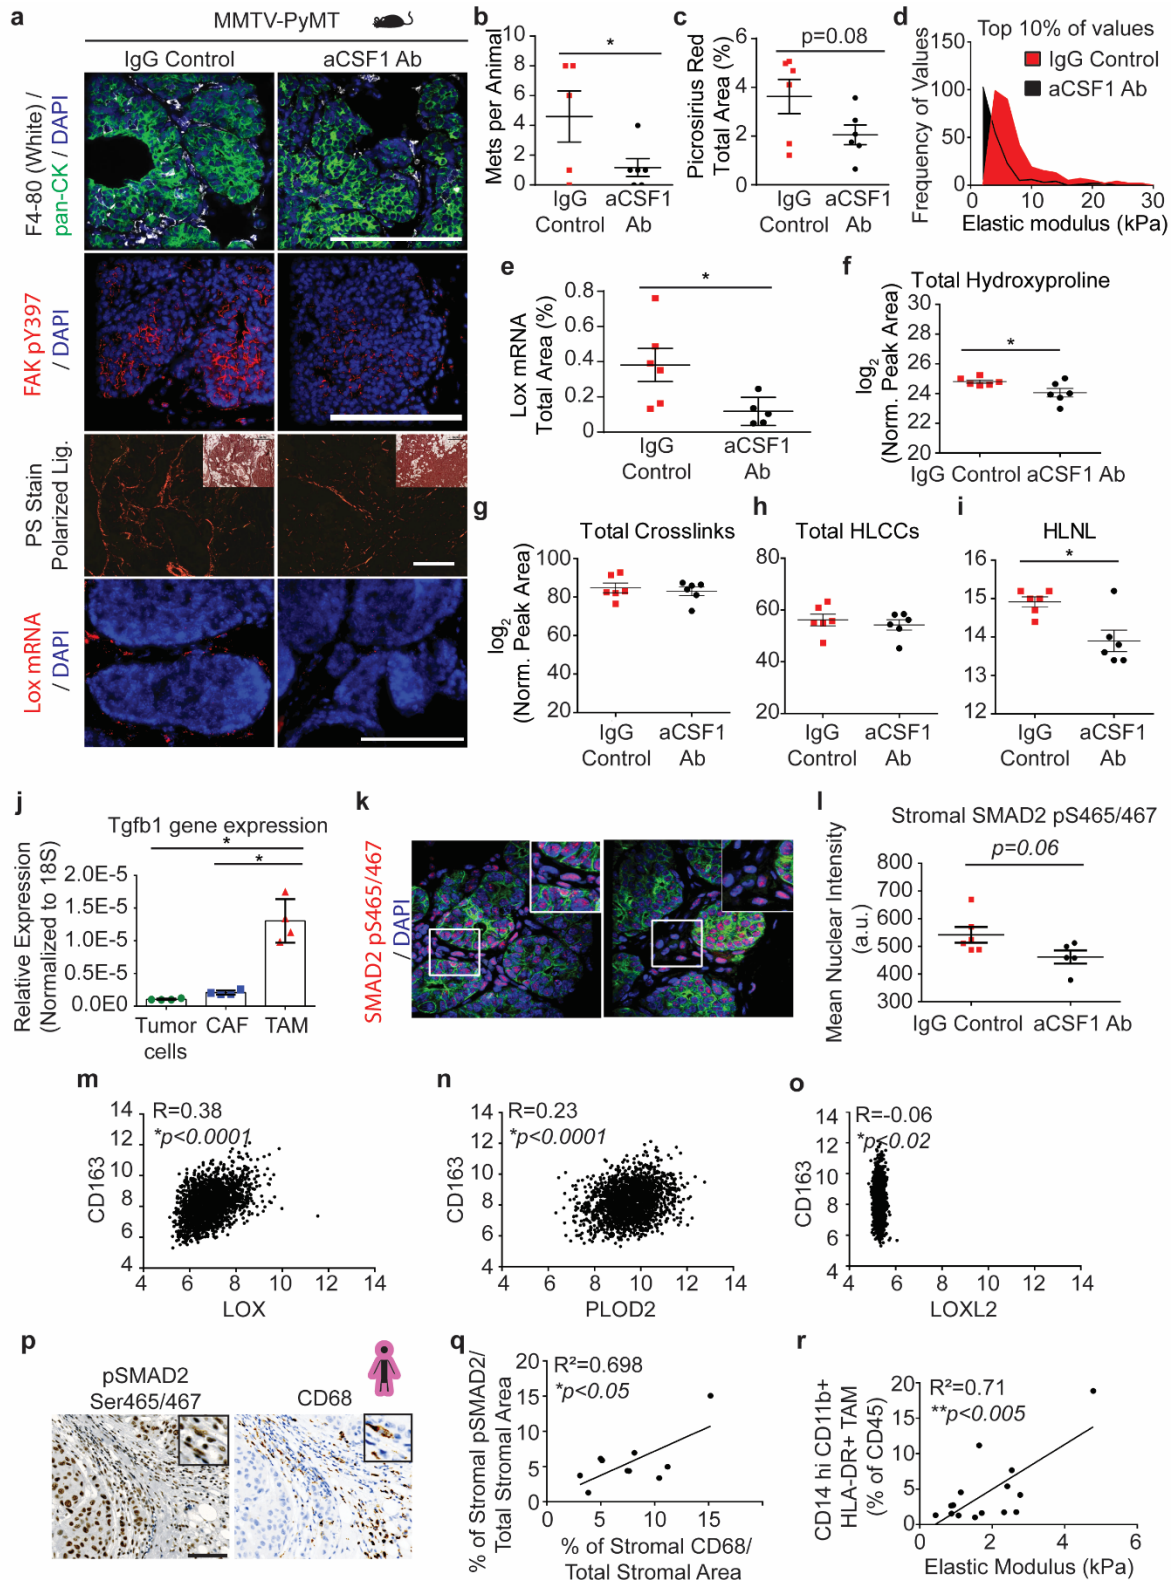 a
MMTV-PyMT
IgG Control
aCSF1 Ab
F4-80 (White) /
pan-CK / DAPI
FAK pY397
/ DAPI
PS Stain
Polarized Lig.
Lox mRNA
/ DAPI
b
Mets per Animal
8
6
4
2
0
*
IgG
Control
aCSF1
Ab
c
Picrosirius Red
Total Area (%)
6
4
2
0
p=0.08
IgG
Control
aCSF1
Ab
d
Top 10% of values
IgG Control
aCSF1 Ab
Frequency of Values
150
100
50
0
0
10
20
30
Elastic modulus (kPa)
e
Lox mRNA
Total Area (%)
0.8
0.6
0.4
0.2
0
*
IgG
Control
aCSF1
Ab
f
Total Hydroxyproline
log2
(Norm. Peak Area)
30
28
26
24
22
20
*
IgG Control aCSF1 Ab
g
Total Crosslinks
log2
(Norm. Peak Area)
100
80
60
40
20
IgG
Control
aCSF1
Ab
h
Total HLCCs
80
60
40
20
IgG
Control
aCSF1
Ab
i
HLNL
16
15
14
13
12
*
IgG
Control
aCSF1
Ab
j
Tgfb1 gene expression
*
*
Relative Expression
(Normalized to 18S)
2.0E-5
1.5E-5
1.0E-5
0.5E-5
0.0E0
Tumor
cells
CAF
TAM
k
SMAD2 pS465/467
/ DAPI
l
Stromal SMAD2 pS465/467
p=0.06
Mean Nuclear Intensity
(a.u.)
800
700
600
500
400
300
IgG Control
aCSF1 Ab
m
R=0.38
*p<0.0001
CD163
14
12
10
8
6
4
4
6
8
10
12
14
LOX
n
R=0.23
*p<0.0001
CD163
14
12
10
8
6
4
4
6
8
10
12
14
PLOD2
o
R=-0.06
*p<0.02
CD163
14
12
10
8
6
4
4
6
8
10
12
14
LOXL2
p
pSMAD2
Ser465/467
CD68
q
R²=0.698
*p<0.05
% of Stromal pSMAD2/
Total Stromal Area
20
15
10
5
0
0
5
10
15
20
% of Stromal CD68/
Total Stromal Area
r
R²=0.71
**p<0.005
CD14 hi CD11b+
HLA-DR+ TAM
(% of CD45)
20
15
10
5
0
0
2
4
6
Elastic Modulus (kPa)